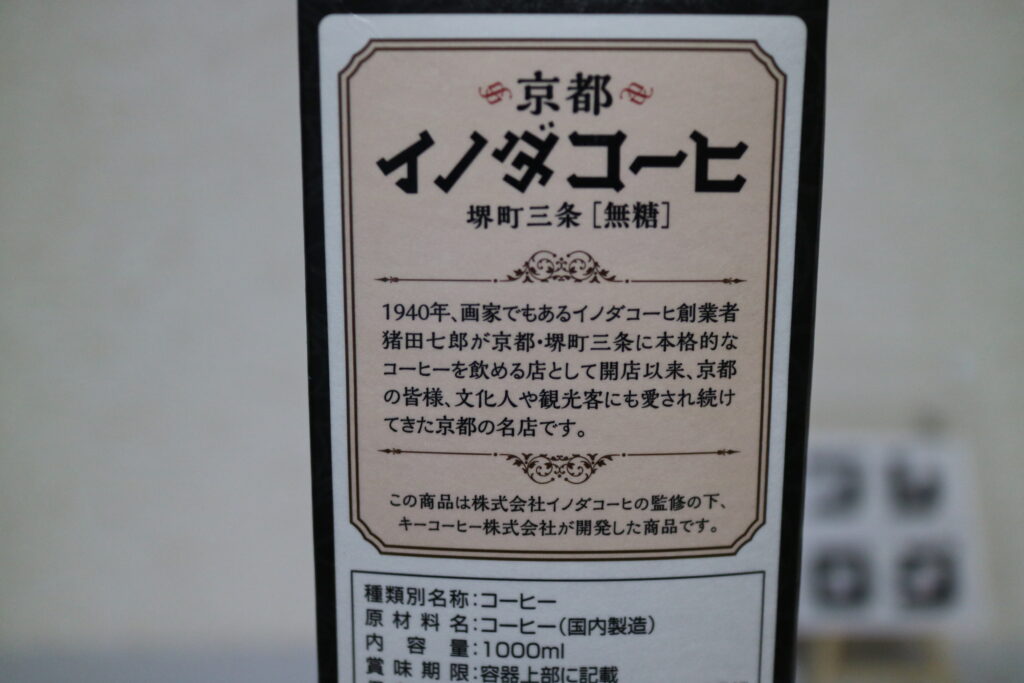 京都
イノダコーヒ
堺町三条[無糖]
1940年、画家でもあるイノダコーヒ創業者
猪田七郎が京都・堺町三条に本格的な
コーヒーを飲める店として開店以来、京都
の皆様、文化人や観光客にも愛され続け
てきた京都の名店です。
この商品は株式会社イノダコーヒの監修の下、
キーコーヒー株式会社が開発した商品です。
種類別名称:コーヒー
原材料名:コーヒー(国内製造)
内容量:1000ml
賞味期限:容器上部に記載